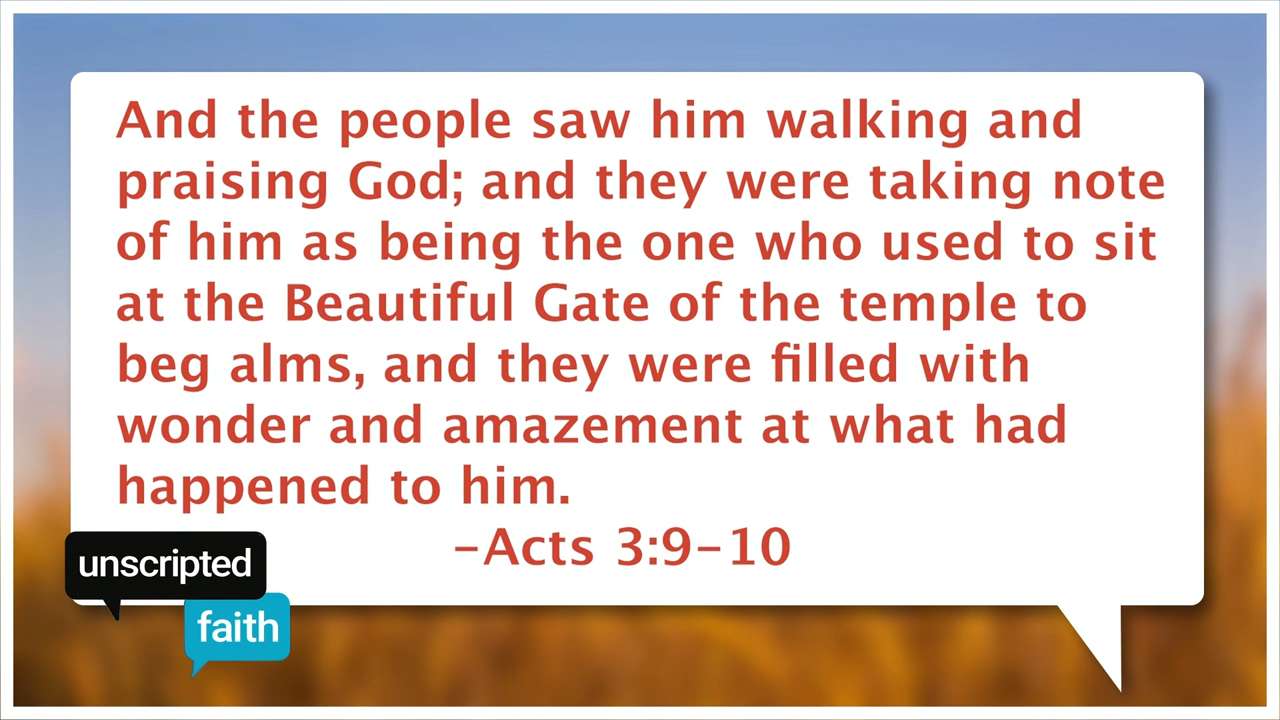 And the people saw him walking and
praising God; and they were taking note
of him as being the one who used to sit
at the Beautiful Gate of the temple to
beg alms, and they were filled with
wonder and amazement at what had
happened to him.
–Acts 3:9–10
unscripted
faith